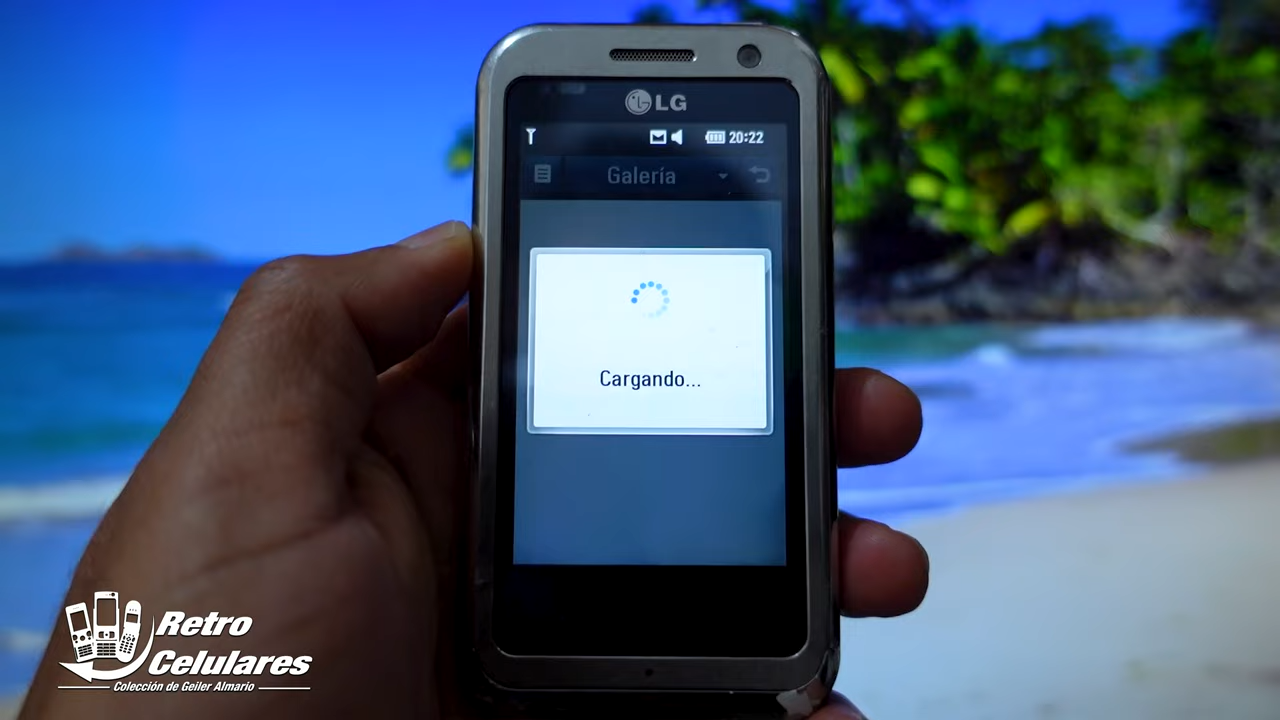 LG
20:22
Galería
Cargando...
Retro
Celulares
Colección de Geiler Almario